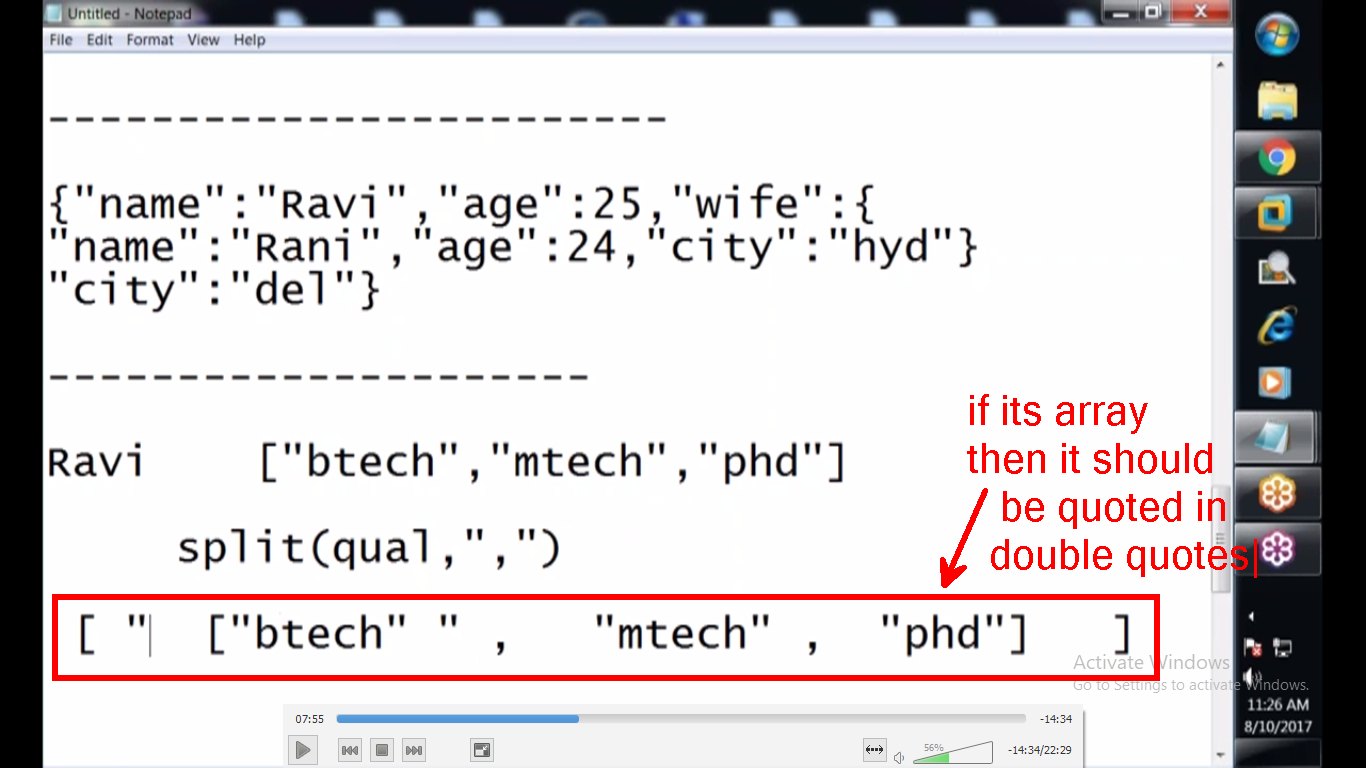 Untitled - Notepad
File Edit Format View Help
------------------------
{"name":"Ravi","age":25,"wife":{
"name":"Rani","age":24,"city":"hyd"}
"city":"del"}
---------------------
Ravi ["btech","mtech","phd"]
split(qual,",")
[ " ["btech" " , "mtech" , "phd"] ]
if its array
then it should
be quoted in
double quotes
Activate Windows
Go to Settings to activate Windows.
11:26 AM
8/10/2017
07:55 -14:34
56% -14:34/22:29